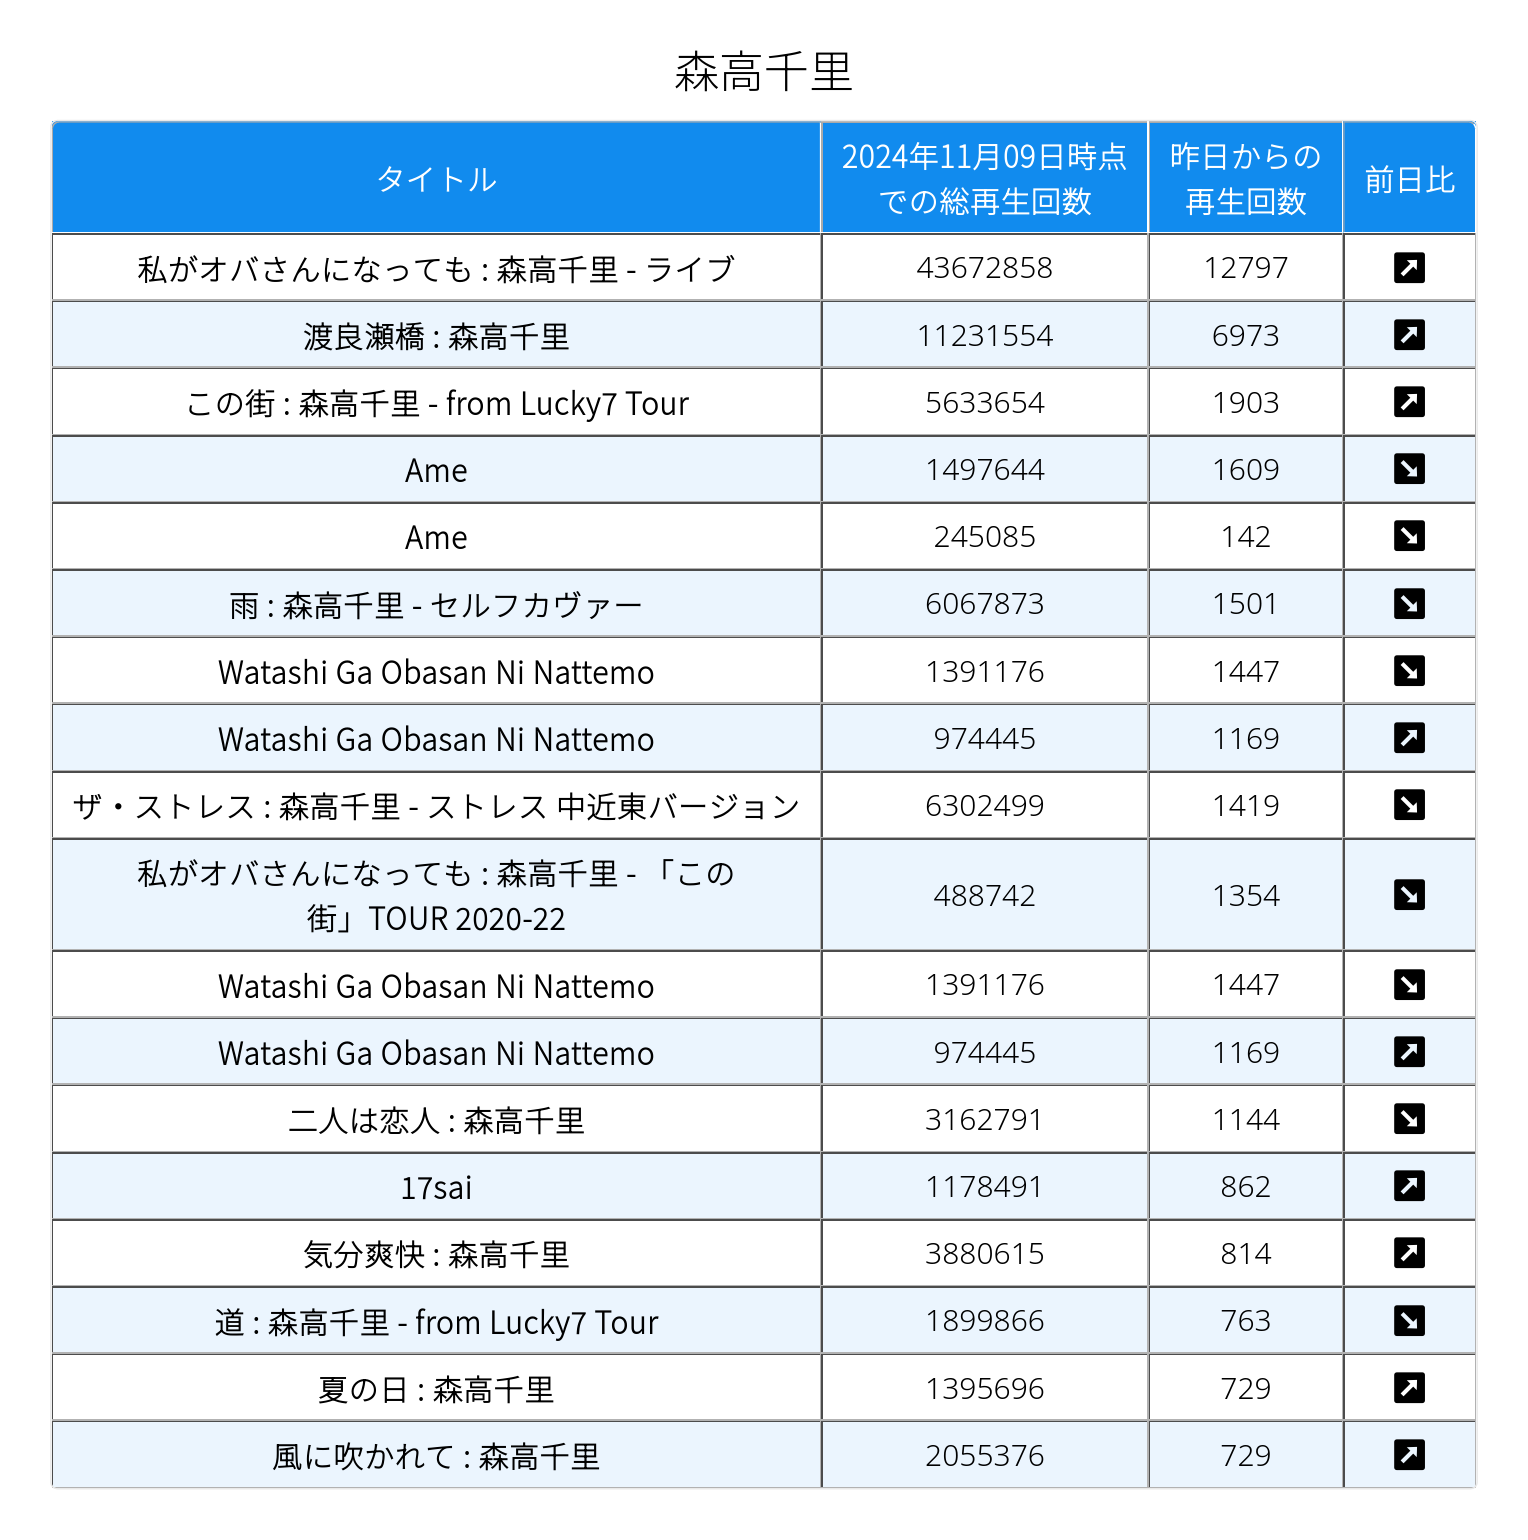 森高千里
タイトル 2024年11月09日時点での総再生回数 昨日からの再生回数 前日比
私がオバさんになっても : 森高千里 - ライブ 43672858 12797 ↗
渡良瀬橋 : 森高千里 11231554 6973 ↗
この街 : 森高千里 - from Lucky7 Tour 5633654 1903 ↗
Ame 1497644 1609 ↘
Ame 245085 142 ↘
雨 : 森高千里 - セルフカヴァー 6067873 1501 ↘
Watashi Ga Obasan Ni Nattemo 1391176 1447 ↘
Watashi Ga Obasan Ni Nattemo 974445 1169 ↗
ザ・ストレス : 森高千里 - ストレス 中近東バージョン 6302499 1419 ↘
私がオバさんになっても : 森高千里 - 「この街」TOUR 2020-22 488742 1354 ↘
Watashi Ga Obasan Ni Nattemo 1391176 1447 ↘
Watashi Ga Obasan Ni Nattemo 974445 1169 ↗
二人は恋人 : 森高千里 3162791 1144 ↘
17sai 1178491 862 ↗
気分爽快 : 森高千里 3880615 814 ↗
道 : 森高千里 - from Lucky7 Tour 1899866 763 ↘
夏の日 : 森高千里 1395696 729 ↗
風に吹かれて : 森高千里 2055376 729 ↗